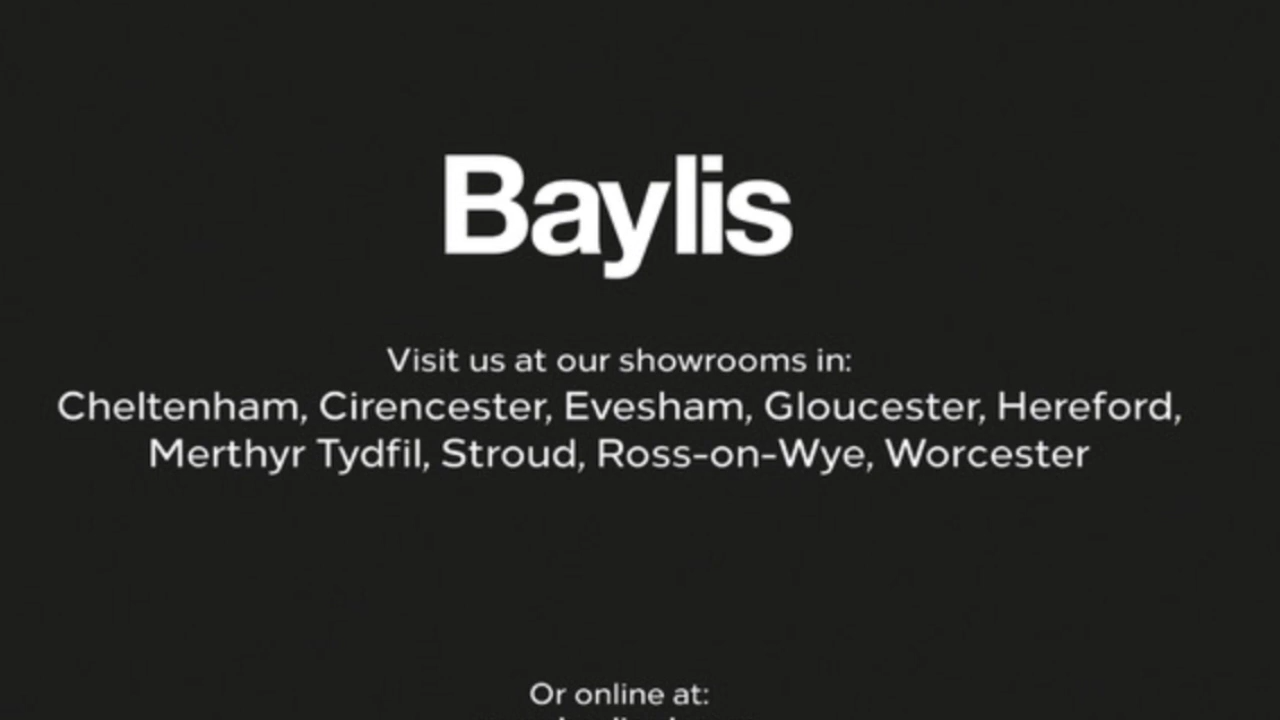 Baylis
Visit us at our showrooms in:
Cheltenham, Cirencester, Evesham, Gloucester, Hereford,
Merthyr Tydfil, Stroud, Ross-on-Wye, Worcester
Or online at: